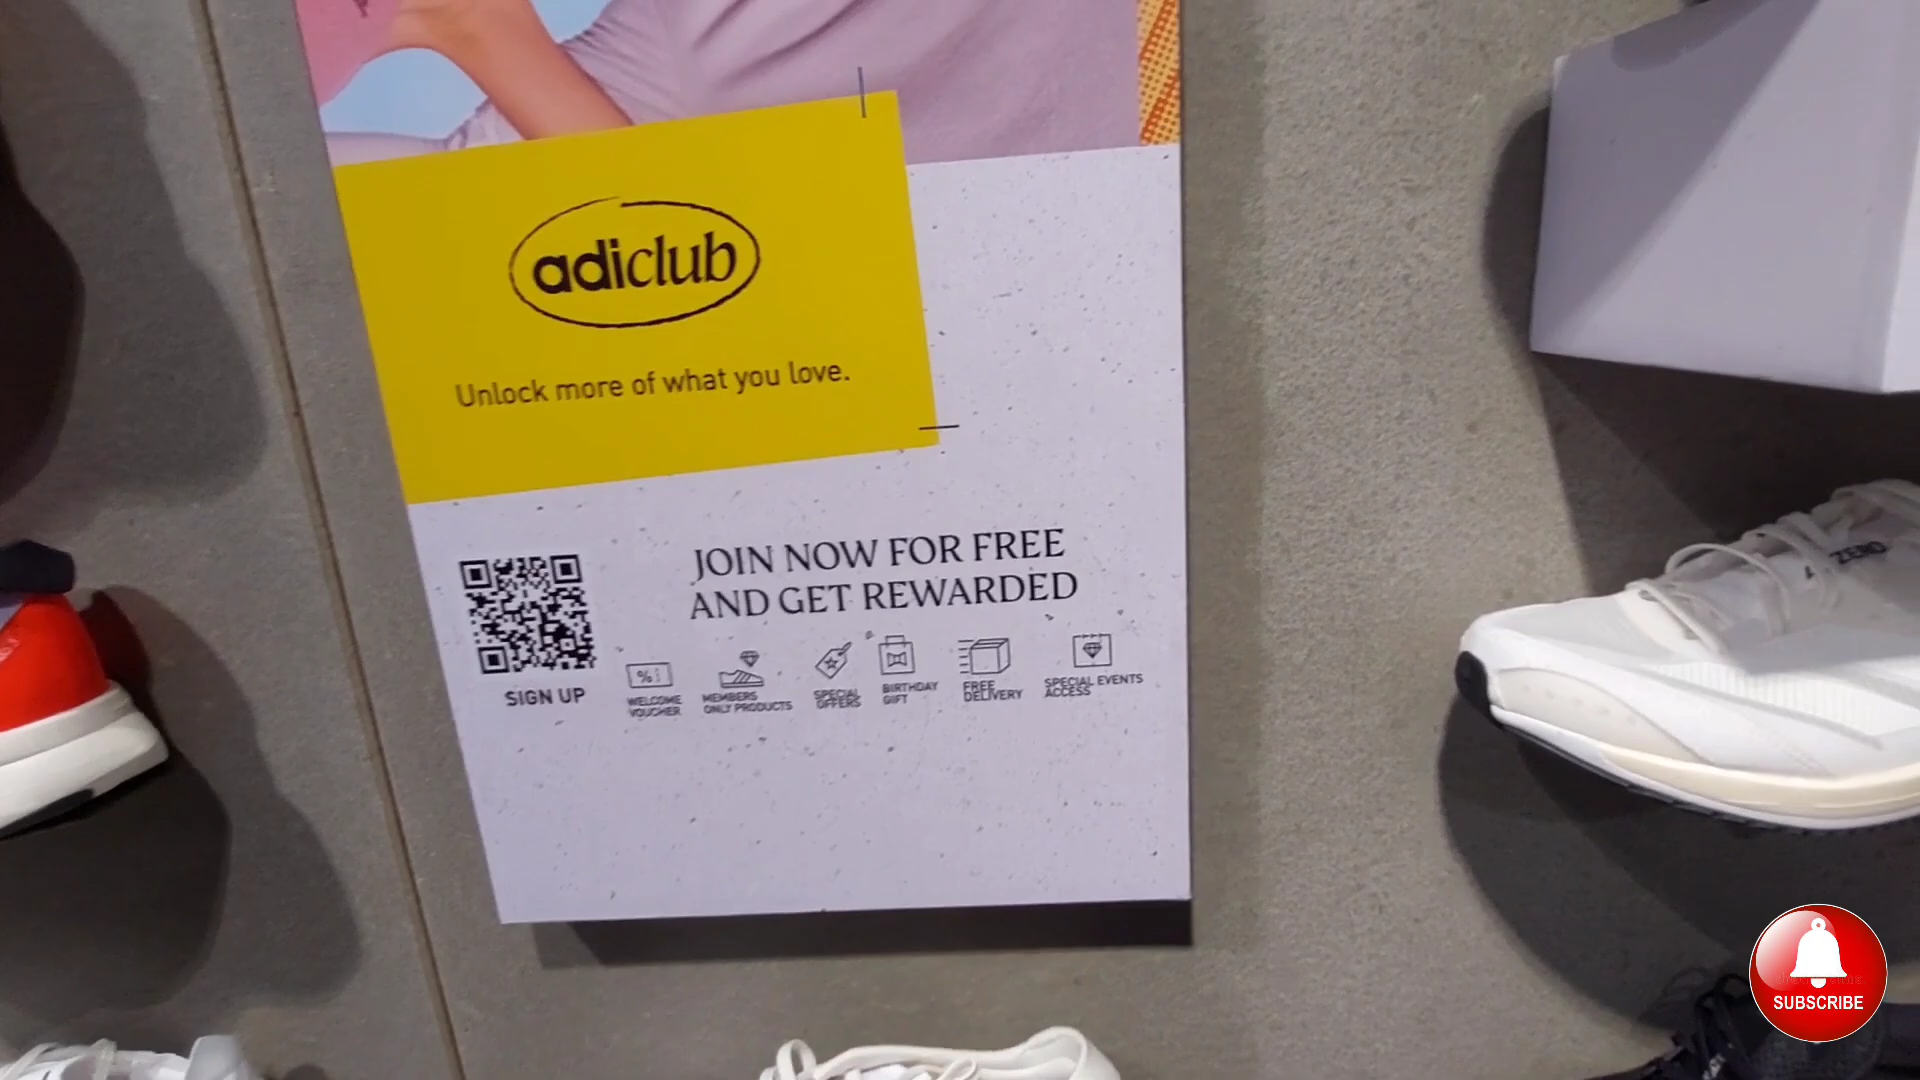 adiclub
Unlock more of what you love.
JOIN NOW FOR FREE
AND GET REWARDED
SIGN UP
WELCOME
VOUCHER
MEMBERS
ONLY PRODUCTS
SPECIAL
OFFERS
BIRTHDAY
GIFT
FREE
DELIVERY
SPECIAL EVENTS
ACCESS
ZERO
SUBSCRIBE